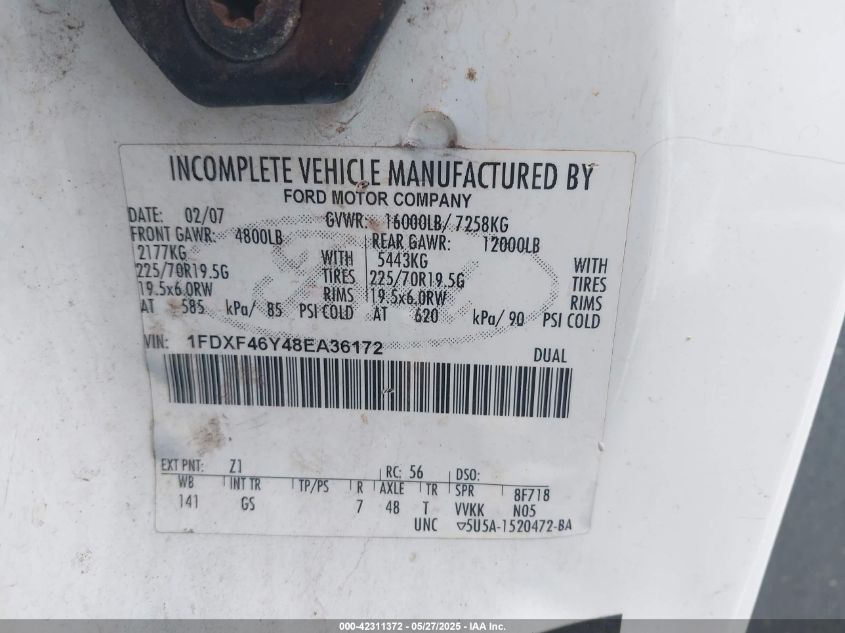 INCOMPLETE VEHICLE MANUFACTURED BY
FORD MOTOR COMPANY
DATE: 02/07 GVWR: 16000LB/ 7258KG
FRONT GAWR: 4800LB REAR GAWR: 12000LB
2177KG WITH 5443KG WITH
225/70R19.5G TIRES 225/70R19.5G TIRES
19.5x6.0RW RIMS 19.5x6.0RW RIMS
AT 585 kPa/ 85 PSI COLD AT 620 kPa/ 90 PSI COLD
VIN: 1FDXF46Y48EA36172 DUAL
EXT PNT: Z1 RC: 56 DSO:
WB INT TR TP/PS R AXLE TR SPR 8F718
141 GS 7 48 T VVKK N05
UNC ▽5U5A-1520472-BA
000-42311372 - 05/27/2025 - IAA Inc.